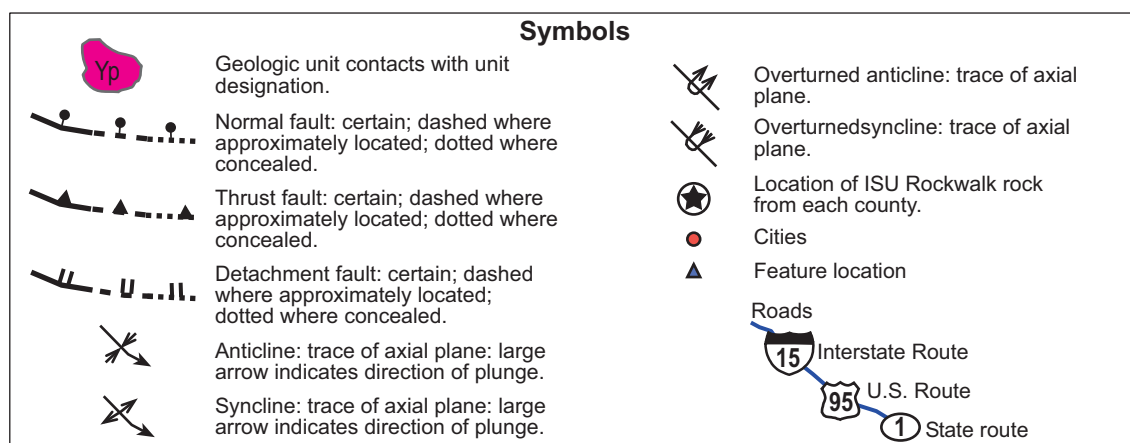 Symbols
Yp
Geologic unit contacts with unit
designation.
Normal fault: certain; dashed where
approximately located; dotted where
concealed.
Thrust fault: certain; dashed where
approximately located; dotted where
concealed.
Detachment fault: certain; dashed
where approximately located;
dotted where concealed.
Anticline: trace of axial plane: large
arrow indicates direction of plunge.
Syncline: trace of axial plane: large
arrow indicates direction of plunge.
Overturned anticline: trace of axial
plane.
Overturnedsyncline: trace of axial
plane.
Location of ISU Rockwalk rock
from each county.
Cities
Feature location
Roads
15 Interstate Route
95 U.S. Route
1 State route